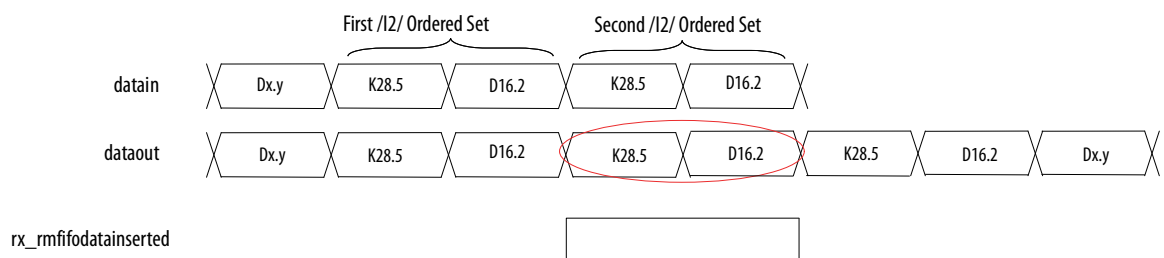 First /I2/ Ordered Set Second /I2/ Ordered Set
datain Dx.y K28.5 D16.2 K28.5 D16.2
dataout Dx.y K28.5 D16.2 K28.5 D16.2 K28.5 D16.2 Dx.y
rx_rmfifodatainserted